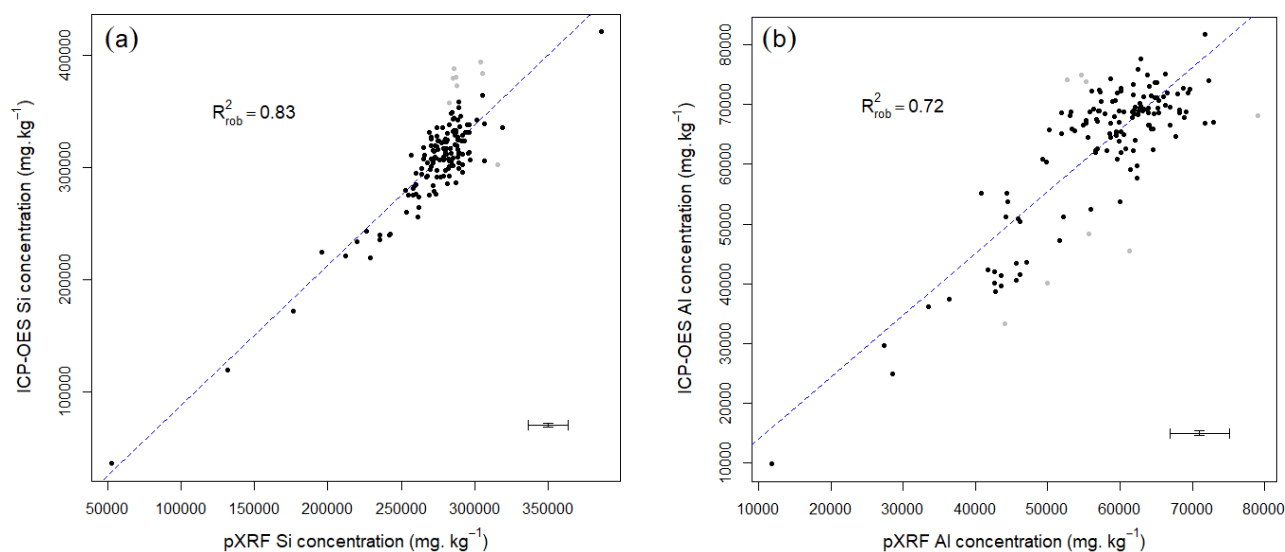 (a)
R²rob = 0.83
ICP-OES Si concentration (mg. kg⁻¹)
400000
300000
200000
100000
50000 100000 150000 200000 250000 300000 350000
pXRF Si concentration (mg. kg⁻¹)
(b)
R²rob = 0.72
ICP-OES Al concentration (mg. kg⁻¹)
80000
70000
60000
50000
40000
30000
20000
10000
10000 20000 30000 40000 50000 60000 70000 80000
pXRF Al concentration (mg. kg⁻¹)